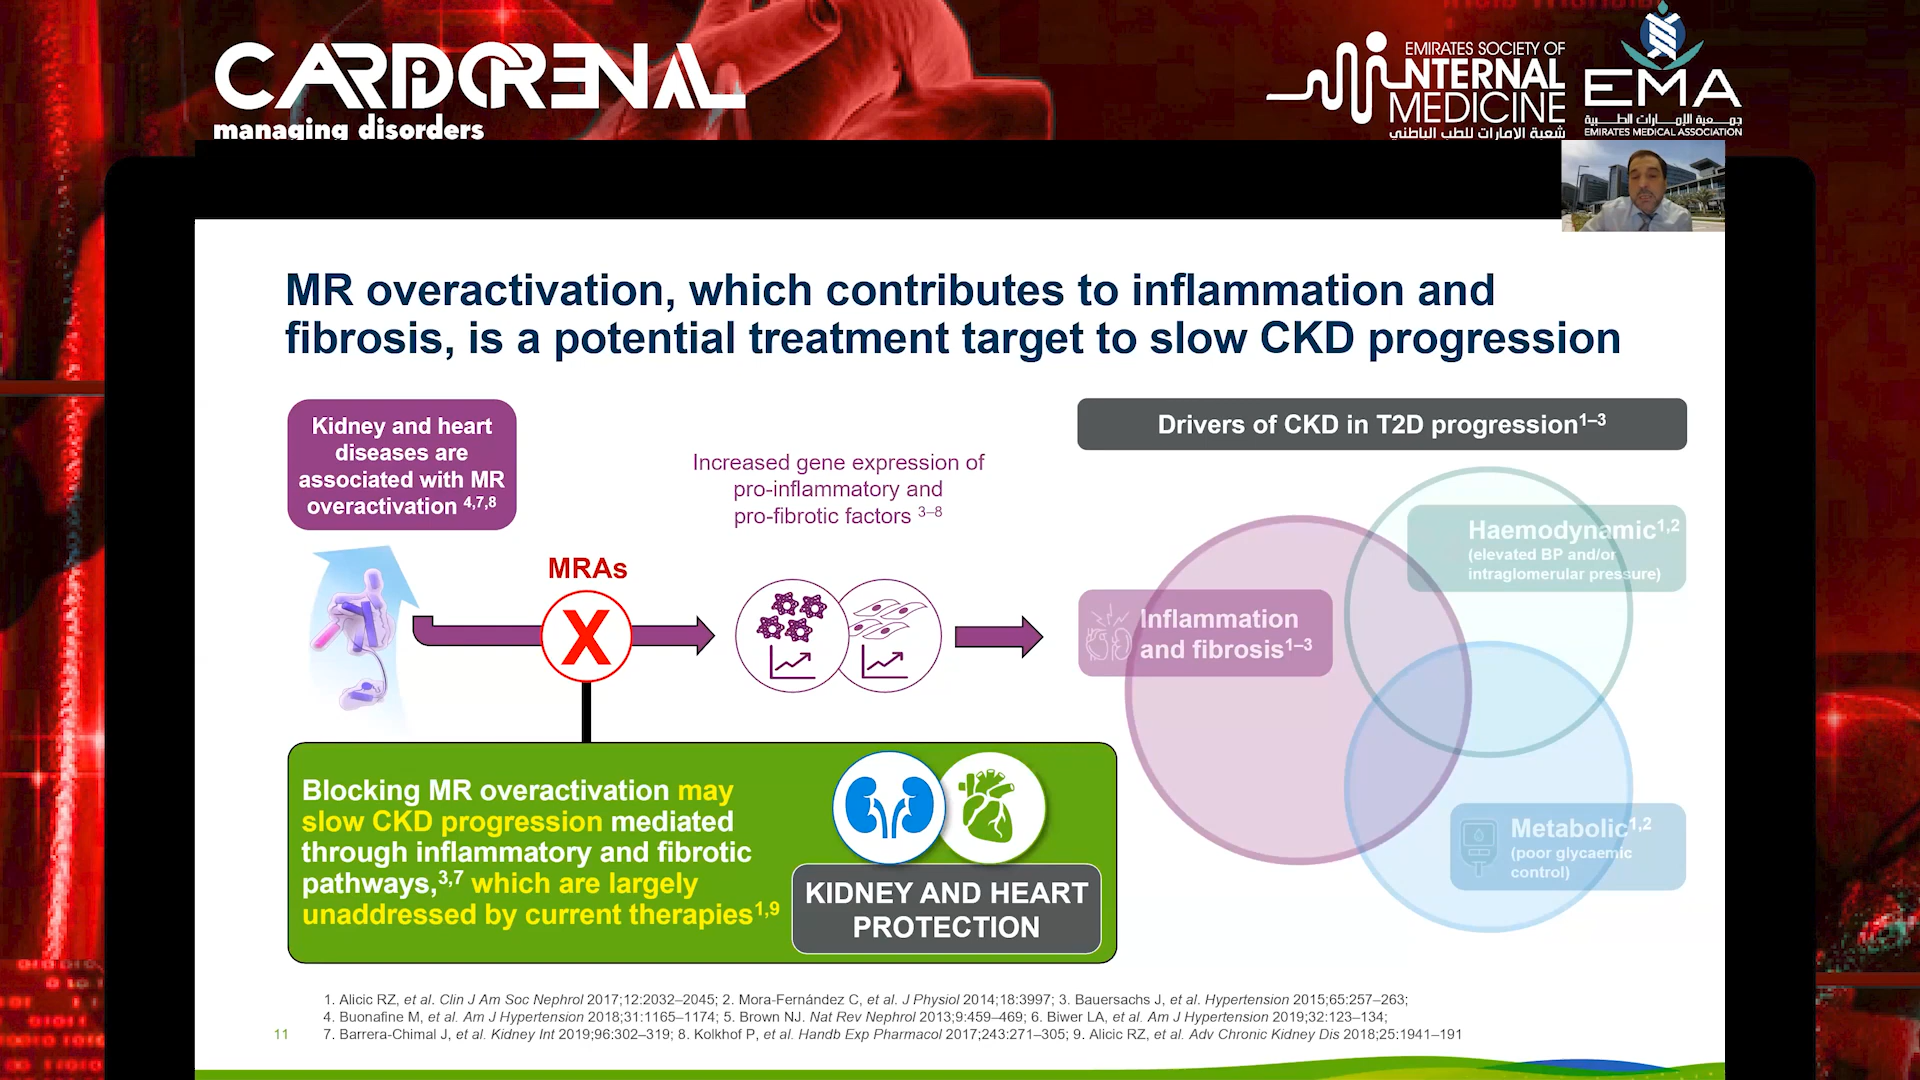 CARDIORENAL
managing disorders
EMIRATES SOCIETY OF
INTERNAL
MEDICINE
شعبة الإمارات للطب الباطني
EMA
جمعية الإمارات الطبية
EMIRATES MEDICAL ASSOCIATION
MR overactivation, which contributes to inflammation and
fibrosis, is a potential treatment target to slow CKD progression
Kidney and heart
diseases are
associated with MR
overactivation 4,7,8
Increased gene expression of
pro-inflammatory and
pro-fibrotic factors 3–8
MRAs
X
Drivers of CKD in T2D progression1–3
Haemodynamic1,2
(elevated BP and/or
intraglomerular pressure)
Inflammation
and fibrosis1–3
Metabolic1,2
(poor glycaemic
control)
Blocking MR overactivation may
slow CKD progression mediated
through inflammatory and fibrotic
pathways,3,7 which are largely
unaddressed by current therapies1,9
KIDNEY AND HEART
PROTECTION
1. Alicic RZ, et al. Clin J Am Soc Nephrol 2017;12:2032–2045; 2. Mora-Fernández C, et al. J Physiol 2014;18:3997; 3. Bauersachs J, et al. Hypertension 2015;65:257–263;
4. Buonafine M, et al. Am J Hypertension 2018;31:1165–1174; 5. Brown NJ. Nat Rev Nephrol 2013;9:459–469; 6. Biwer LA, et al. Am J Hypertension 2019;32:123–134;
7. Barrera-Chimal J, et al. Kidney Int 2019;96:302–319; 8. Kolkhof P, et al. Handb Exp Pharmacol 2017;243:271–305; 9. Alicic RZ, et al. Adv Chronic Kidney Dis 2018;25:1941–191
11